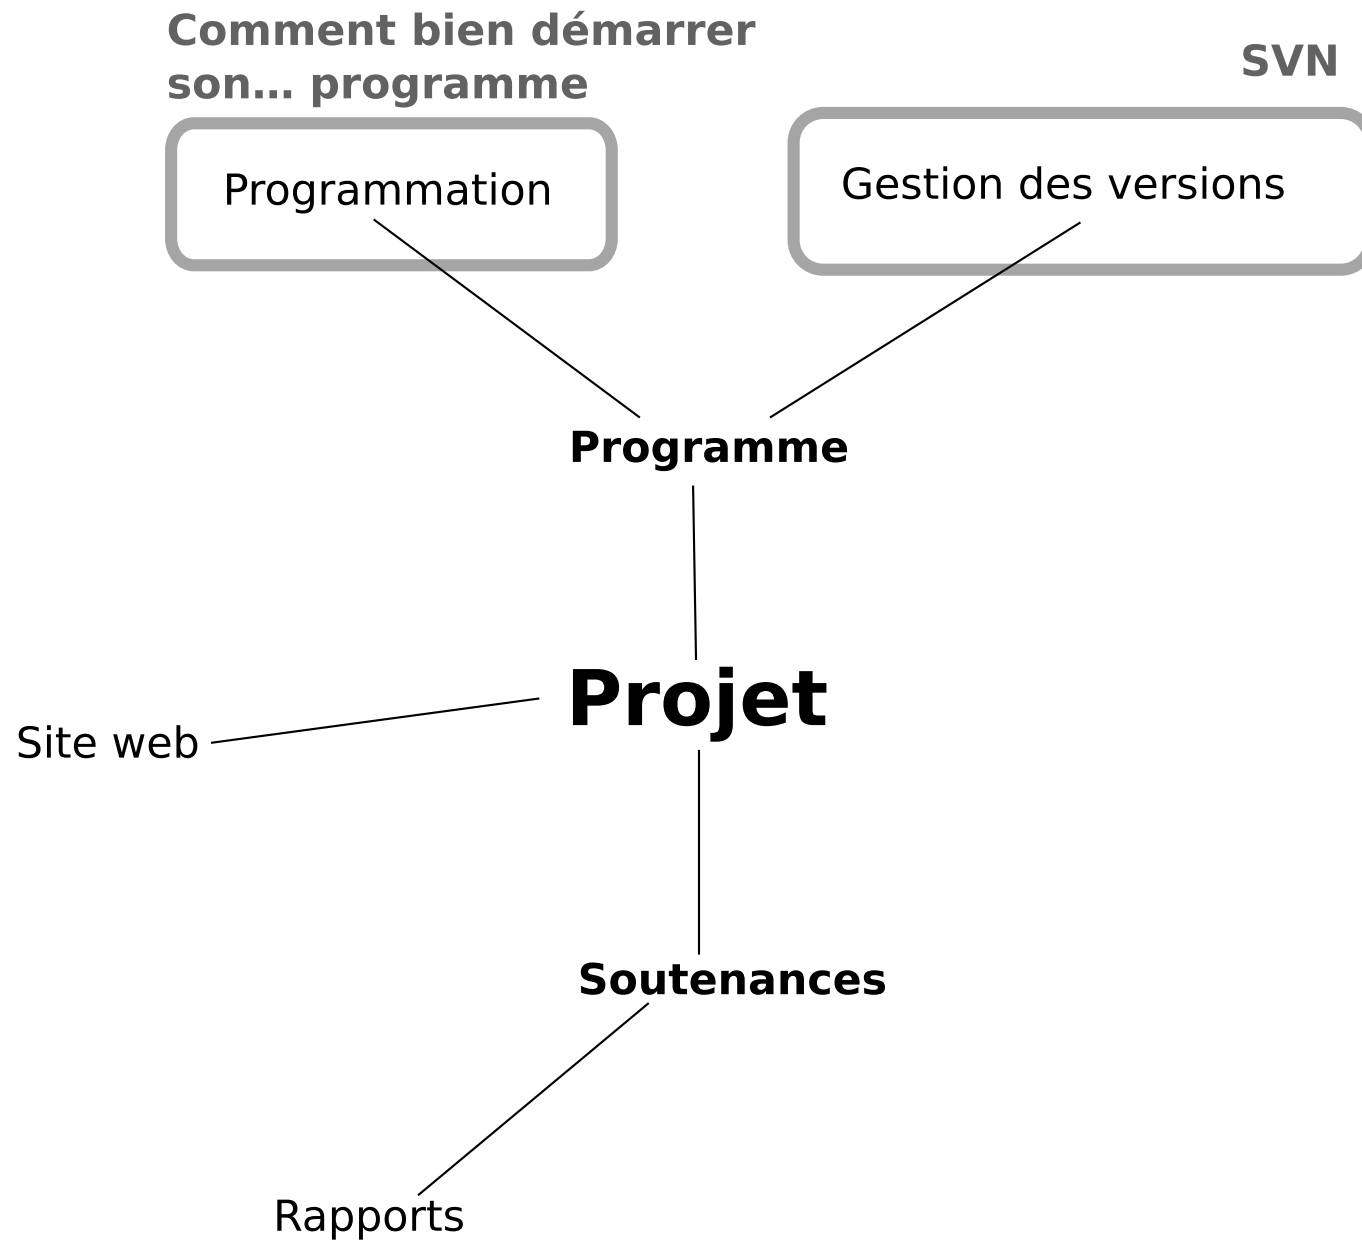 Comment bien démarrer
son… programme
SVN
Programmation
Gestion des versions
Programme
Projet
Site web
Soutenances
Rapports